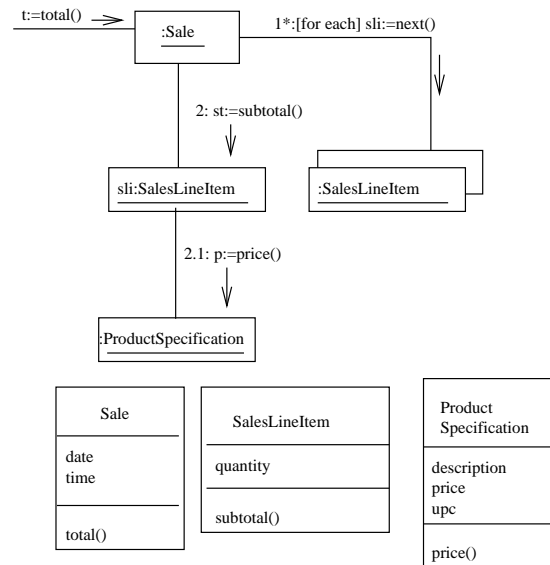 t:=total()
:Sale
1*:[for each] sli:=next()
2: st:=subtotal()
sli:SalesLineItem
:SalesLineItem
2.1: p:=price()
:ProductSpecification
Sale
date
time
total()
SalesLineItem
quantity
subtotal()
Product
Specification
description
price
upc
price()